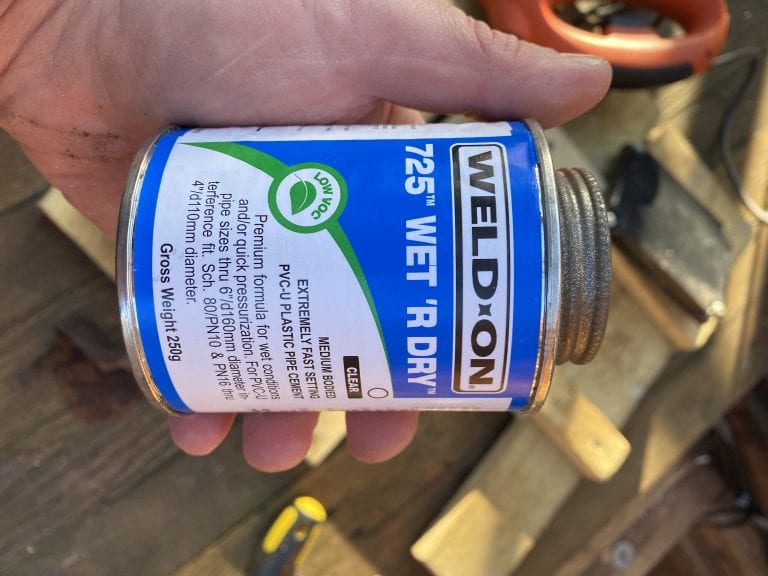 WELD-ON®
725™ WET 'R DRY™
LOW VOC
CLEAR
MEDIUM BODIED
EXTREMELY FAST SETTING
PVC-U PLASTIC PIPE CEMENT
Premium formula for wet conditions
and/or quick pressurization. For PVC-U
pipe sizes thru 6"/d160mm diameter in-
terference fit. Sch. 80/PN10 & PN16 thru
4"/d110mm diameter.
Gross Weight 250g